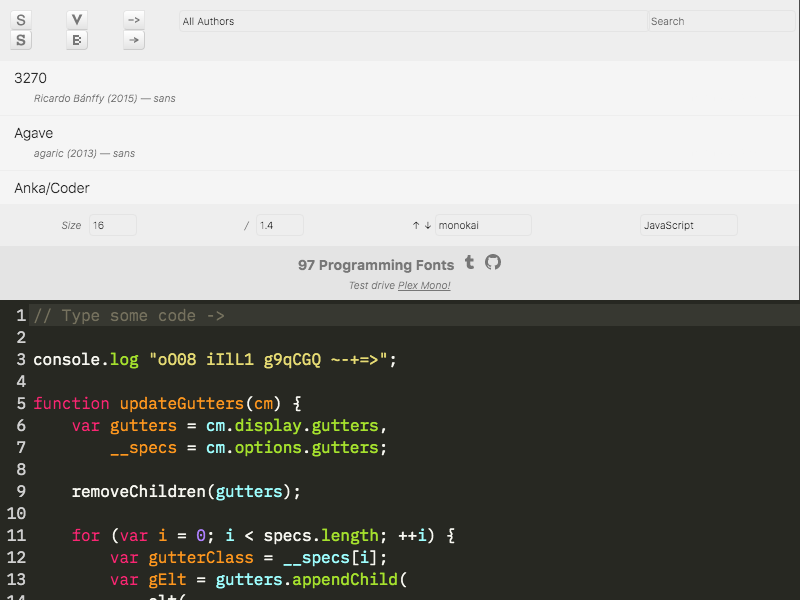 S V -> All Authors Search
S B →
3270
Ricardo Bánffy (2015) — sans
Agave
agaric (2013) — sans
Anka/Coder
Size 16 / 1.4 ↑ ↓ monokai JavaScript
97 Programming Fonts t
Test drive Plex Mono!
1 // Type some code ->
2
3 console.log "oO08 iIlL1 g9qCGQ ~-+=>";
4
5 function updateGutters(cm) {
6 var gutters = cm.display.gutters,
7 __specs = cm.options.gutters;
8
9 removeChildren(gutters);
10
11 for (var i = 0; i < specs.length; ++i) {
12 var gutterClass = __specs[i];
13 var gElt = gutters.appendChild(